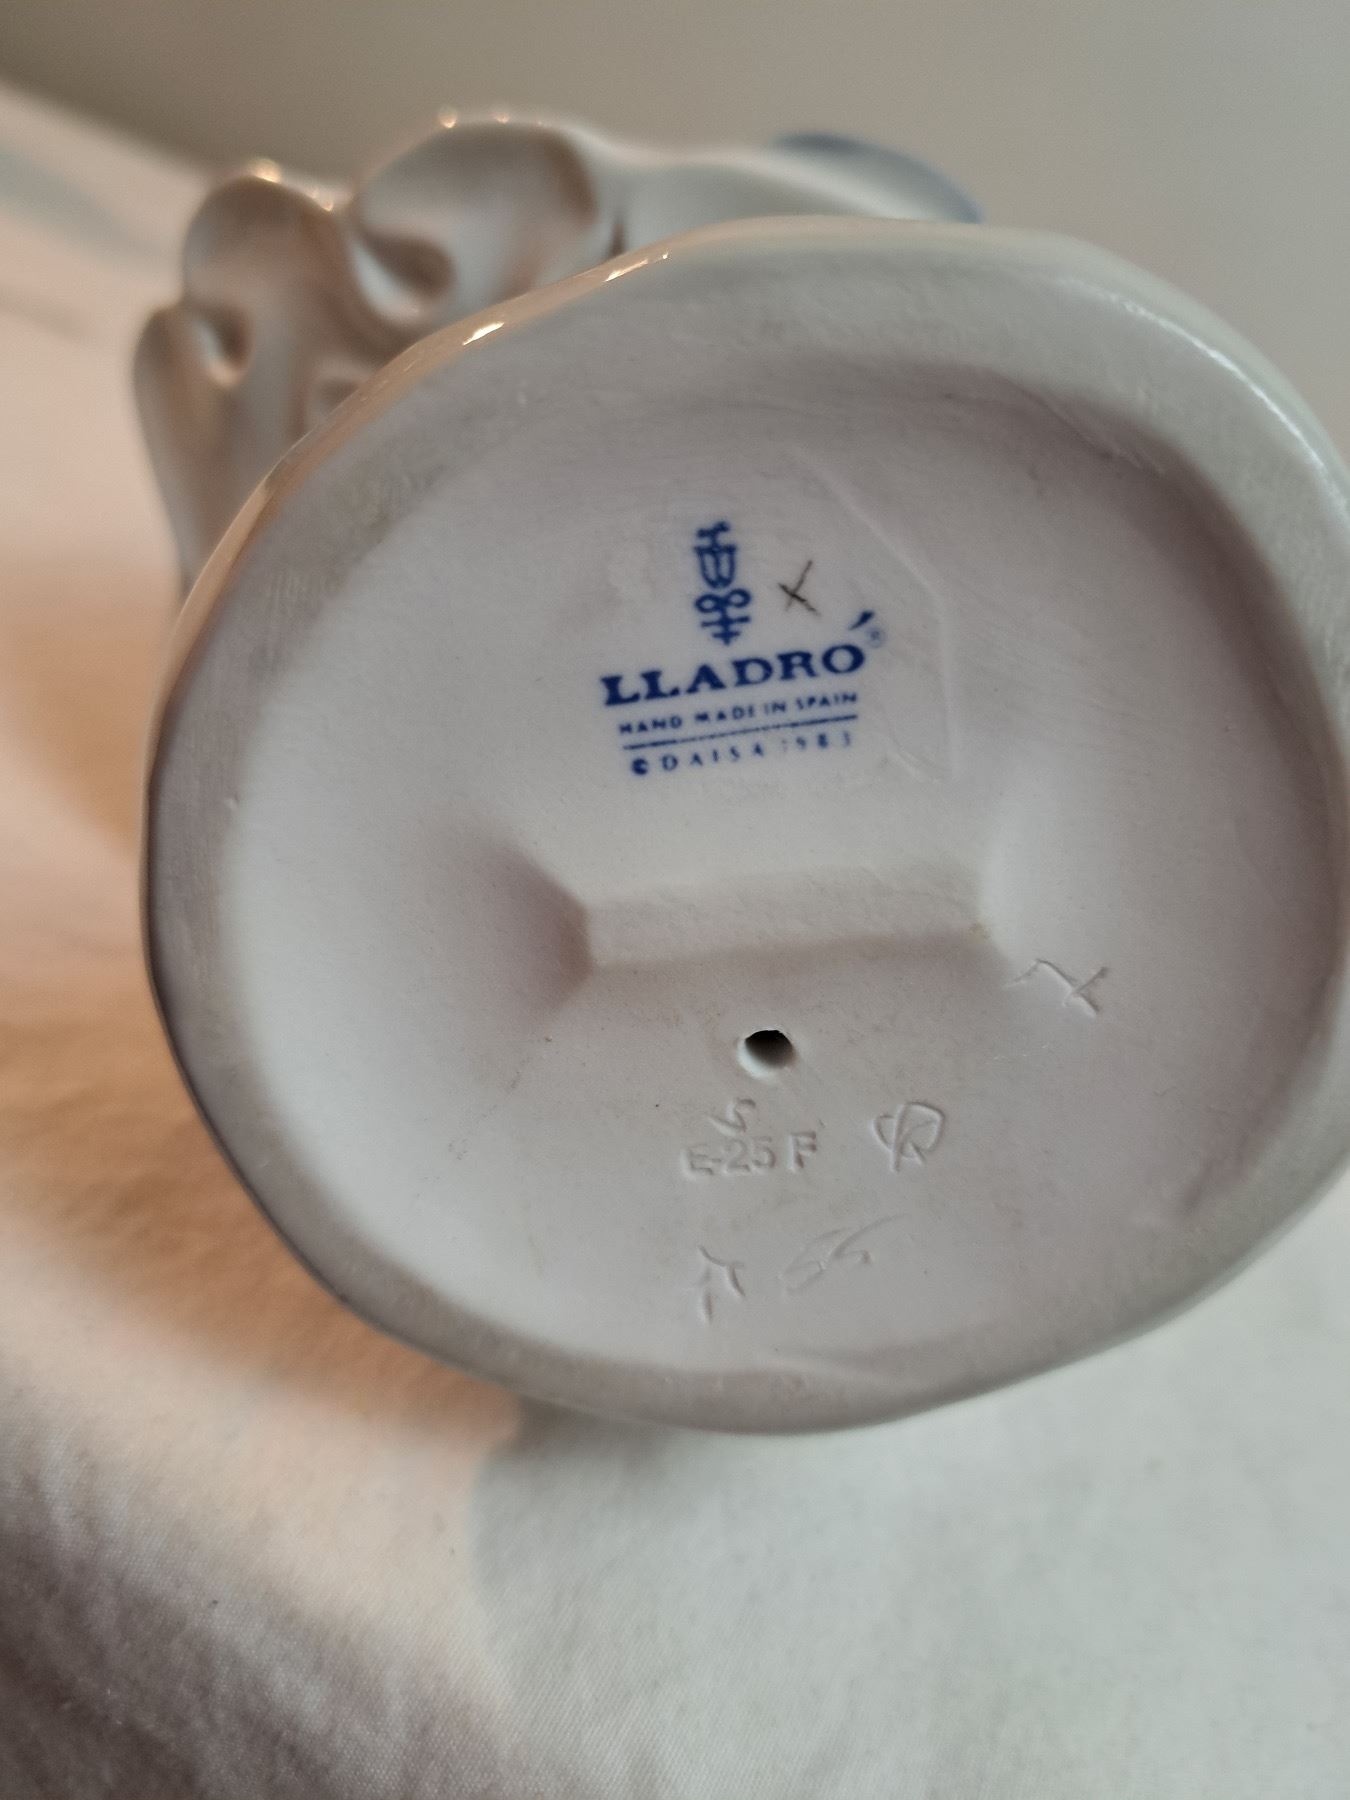 LLADRÓ®
HAND MADE IN SPAIN
© DAISA 1983
S
E-25 F